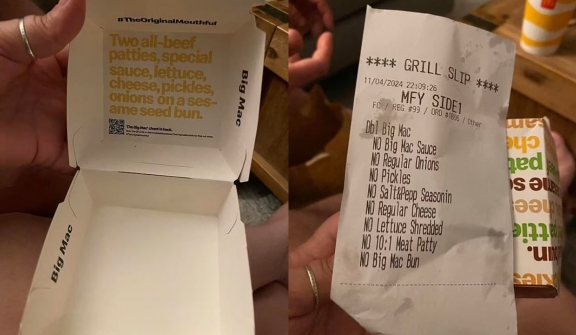 #TheOriginalMouthful
Two all-beef
patties, special
sauce, lettuce,
cheese, pickles,
onions on a ses-
ame seed bun.
Big Mac
Big Mac
**** GRILL SLIP ****
11/04/2024 22:09:26
MFY SIDE1
Dbl Big Mac
NO Big Mac Sauce
NO Regular Onions
NO Pickles
NO Salt&Pepp Seasonin
NO Regular Cheese
NO Lettuce Shredded
NO 10:1 Meat Patty
NO Big Mac Bun